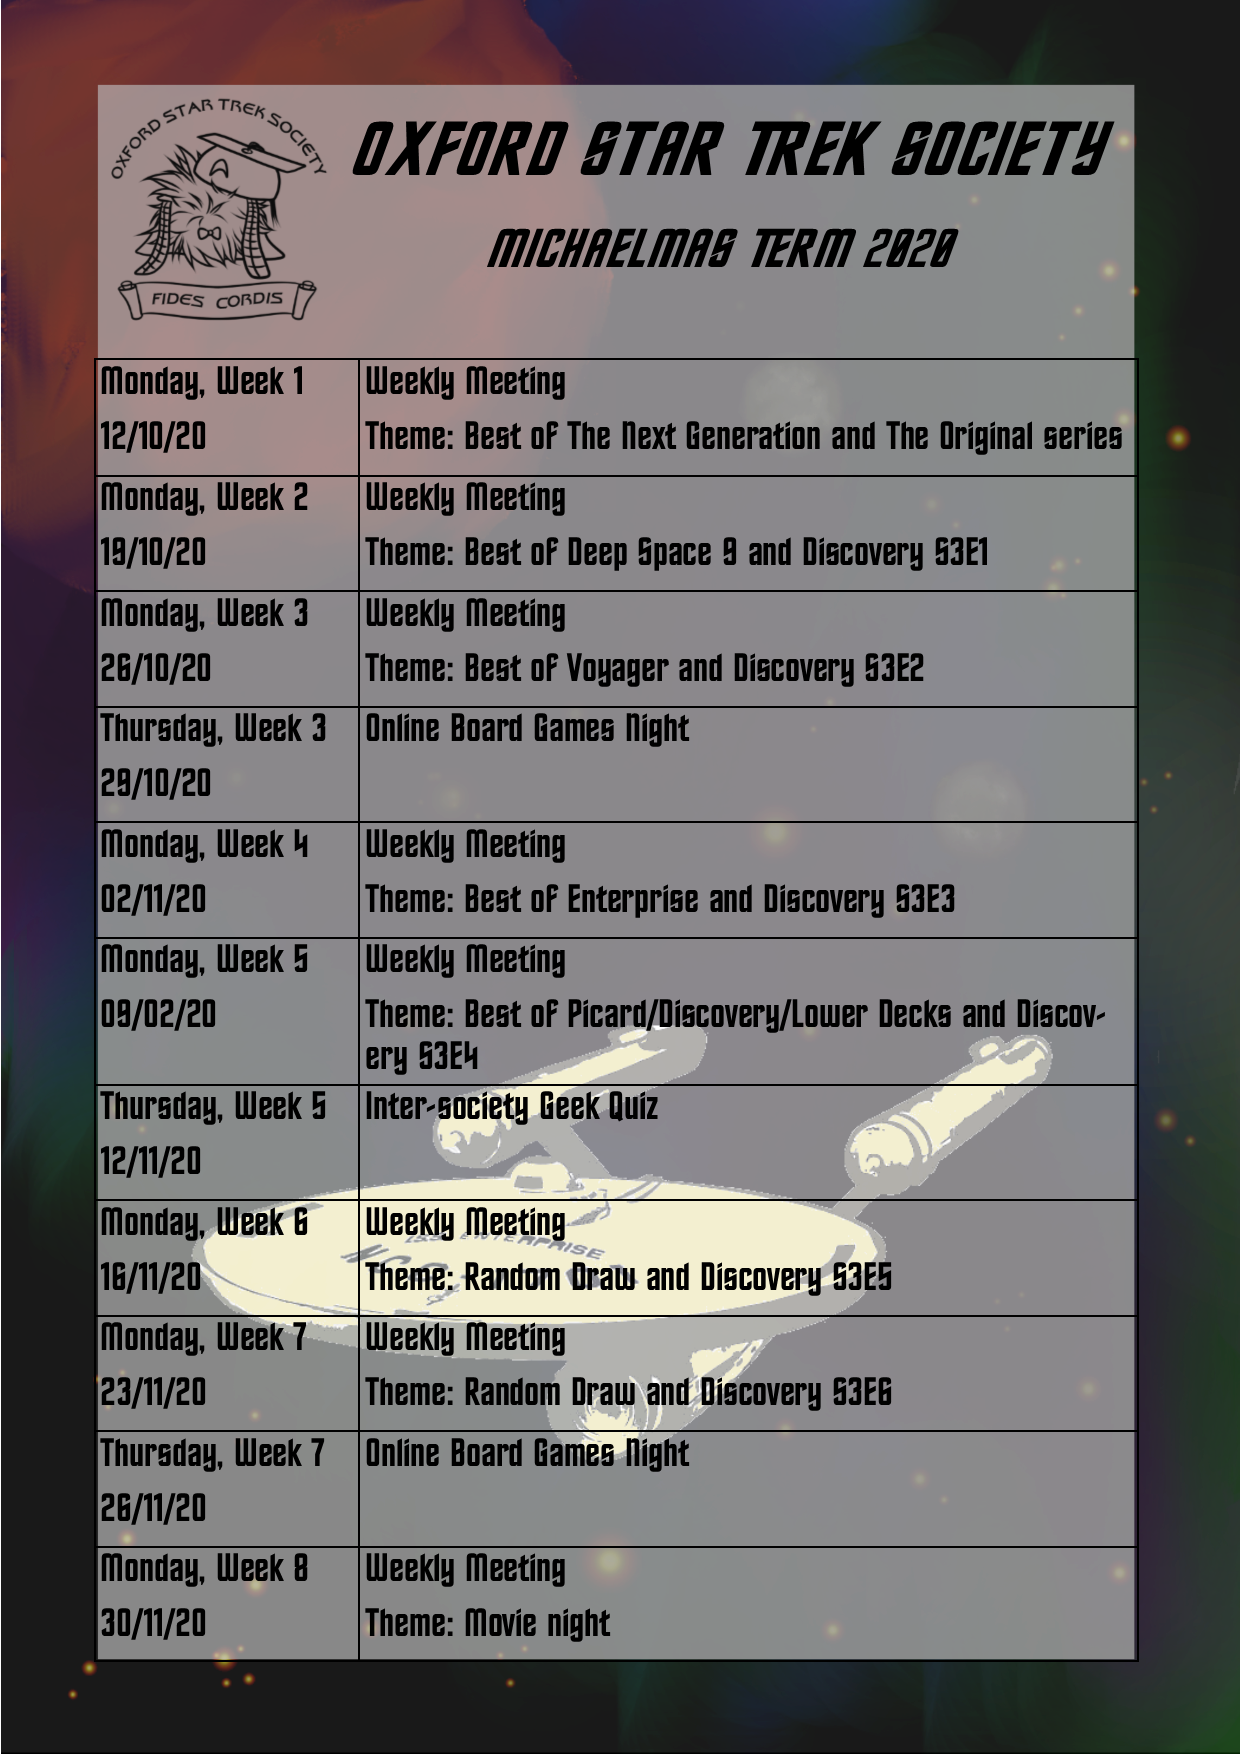 OXFORD STAR TREK SOCIETY
FIDES CORDIS
OXFORD STAR TREK SOCIETY
MICHAELMAS TERM 2020
Monday, Week 1
12/10/20
Weekly Meeting
Theme: Best of The Next Generation and The Original series
Monday, Week 2
19/10/20
Weekly Meeting
Theme: Best of Deep Space 9 and Discovery S3E1
Monday, Week 3
26/10/20
Weekly Meeting
Theme: Best of Voyager and Discovery S3E2
Thursday, Week 3
29/10/20
Online Board Games Night
Monday, Week 4
02/11/20
Weekly Meeting
Theme: Best of Enterprise and Discovery S3E3
Monday, Week 5
09/02/20
Weekly Meeting
Theme: Best of Picard/Discovery/Lower Decks and Discov-
ery S3E4
Thursday, Week 5
12/11/20
Inter-society Geek Quiz
Monday, Week 6
16/11/20
Weekly Meeting
Theme: Random Draw and Discovery S3E5
ENTERPRISE
Monday, Week 7
23/11/20
Weekly Meeting
Theme: Random Draw and Discovery S3E6
Thursday, Week 7
26/11/20
Online Board Games Night
Monday, Week 8
30/11/20
Weekly Meeting
Theme: Movie night